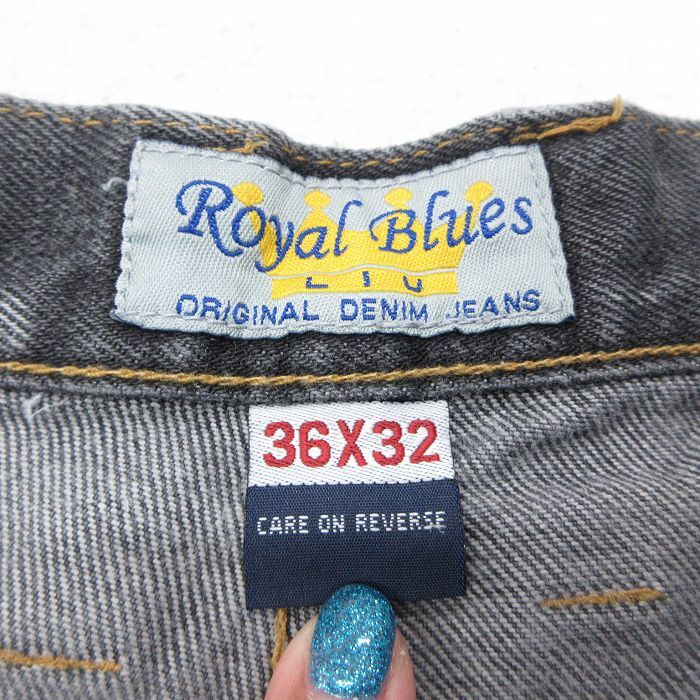 Royal Blues
L I U
ORIGINAL DENIM JEANS
36X32
CARE ON REVERSE